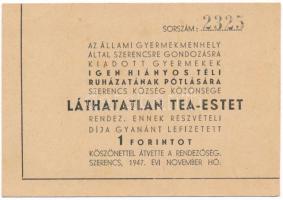 SORSZÁM: 2325
AZ ÁLLAMI GYERMEKMENHELY
ÁLTAL SZERENCSRE GONDOZÁSRA
KIADOTT GYERMEKEK
IGEN HIÁNYOS TÉLI
RUHÁZATÁNAK PÓTLÁSÁRA
SZERENCS KÖZSÉG KÖZÖNSÉGE
LÁTHATATLAN TEA-ESTET
RENDEZ. ENNEK RÉSZVÉTELI
DÍJA GYANÁNT LEFIZETETT
1 FORINTOT
KÖSZÖNETTEL ÁTVETTE A RENDEZŐSÉG.
SZERENCS, 1947. ÉVI NOVEMBER HÓ.